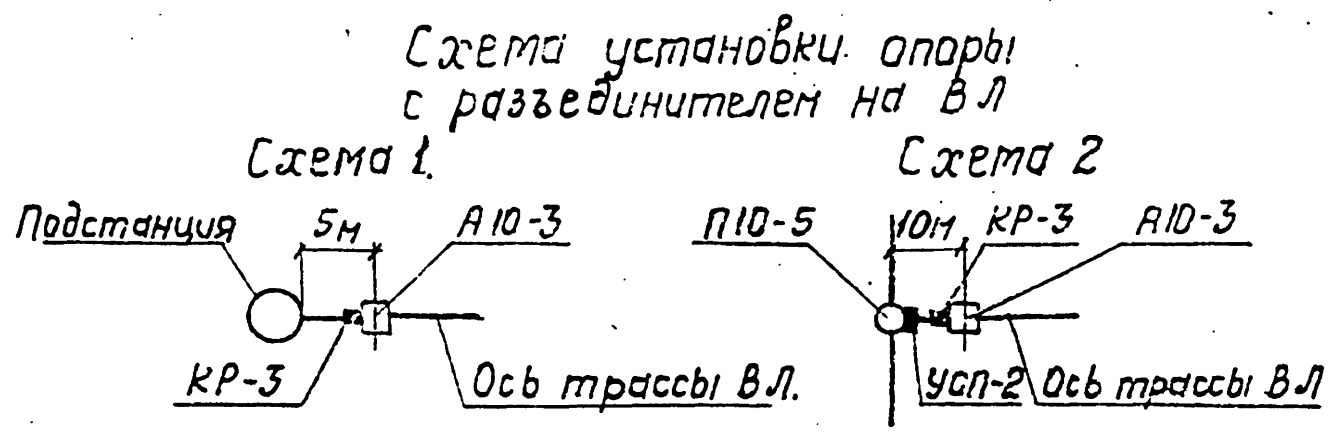 Схема установки опоры
с разъединителем на ВЛ
Схема 1.
Схема 2
Подстанция
5м
А10-3
П10-5
10м
КР-3
А10-3
КР-3
Ось трассы ВЛ.
УСП-2
Ось трассы ВЛ